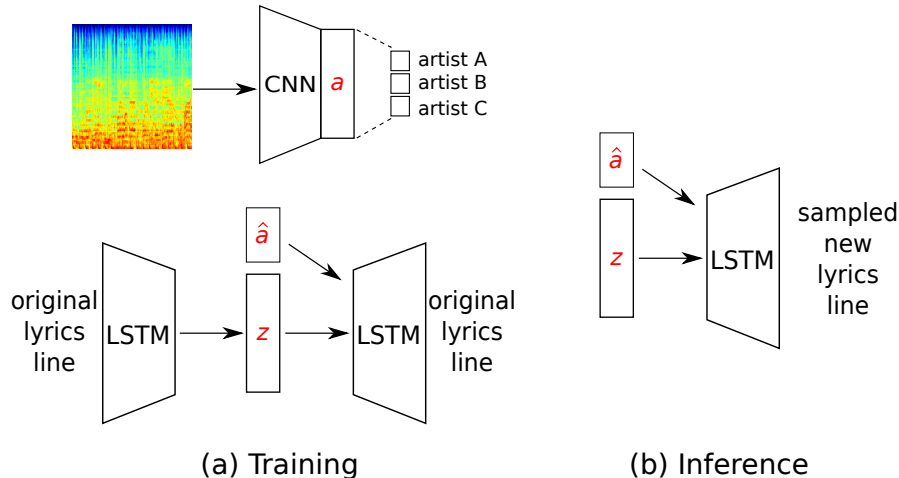 CNN
a
artist A
artist B
artist C
original
lyrics
line
LSTM
â
z
LSTM
original
lyrics
line
(a) Training
â
z
LSTM
sampled
new
lyrics
line
(b) Inference